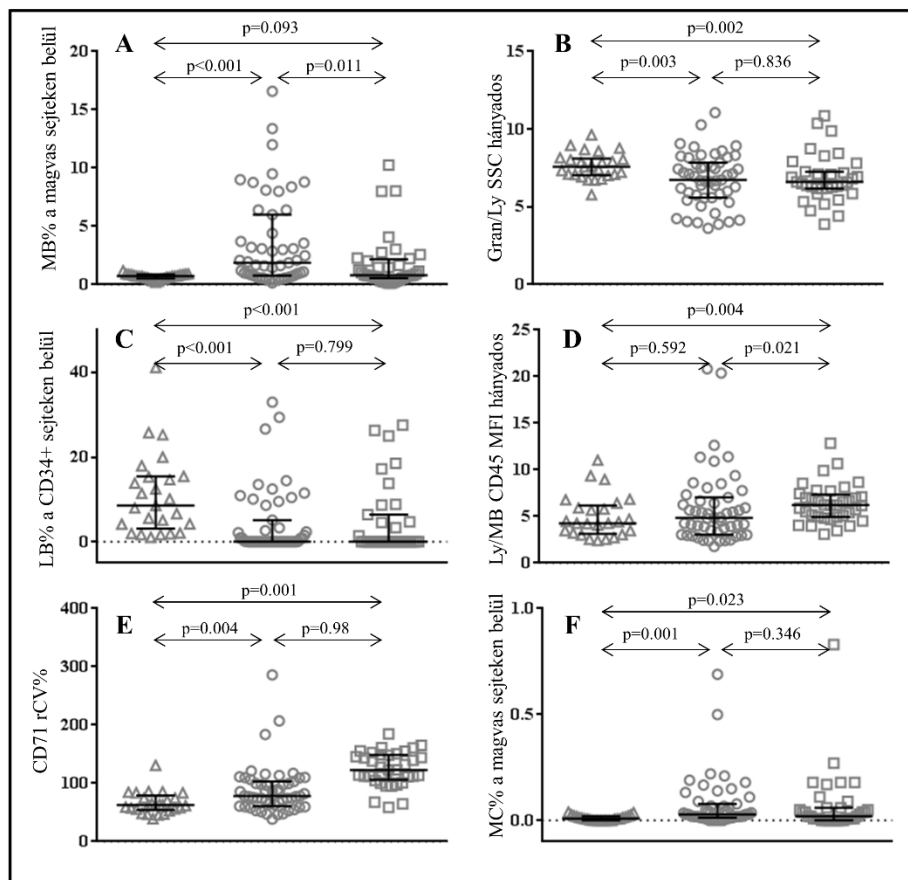 A
p=0.093
p<0.001
p=0.011
MB% a magvas sejteken belül
20
15
10
5
0
B
p=0.002
p=0.003
p=0.836
Gran/Ly SSC hányados
15
10
5
0
C
p<0.001
p<0.001
p=0.799
LB% a CD34+ sejteken belül
40
20
0
D
p=0.004
p=0.592
p=0.021
Ly/MB CD45 MFI hányados
25
20
15
10
5
0
E
p=0.001
p=0.004
p=0.98
CD71 rCV%
400
300
200
100
0
F
p=0.023
p=0.001
p=0.346
MC% a magvas sejteken belül
1.0
0.5
0.0